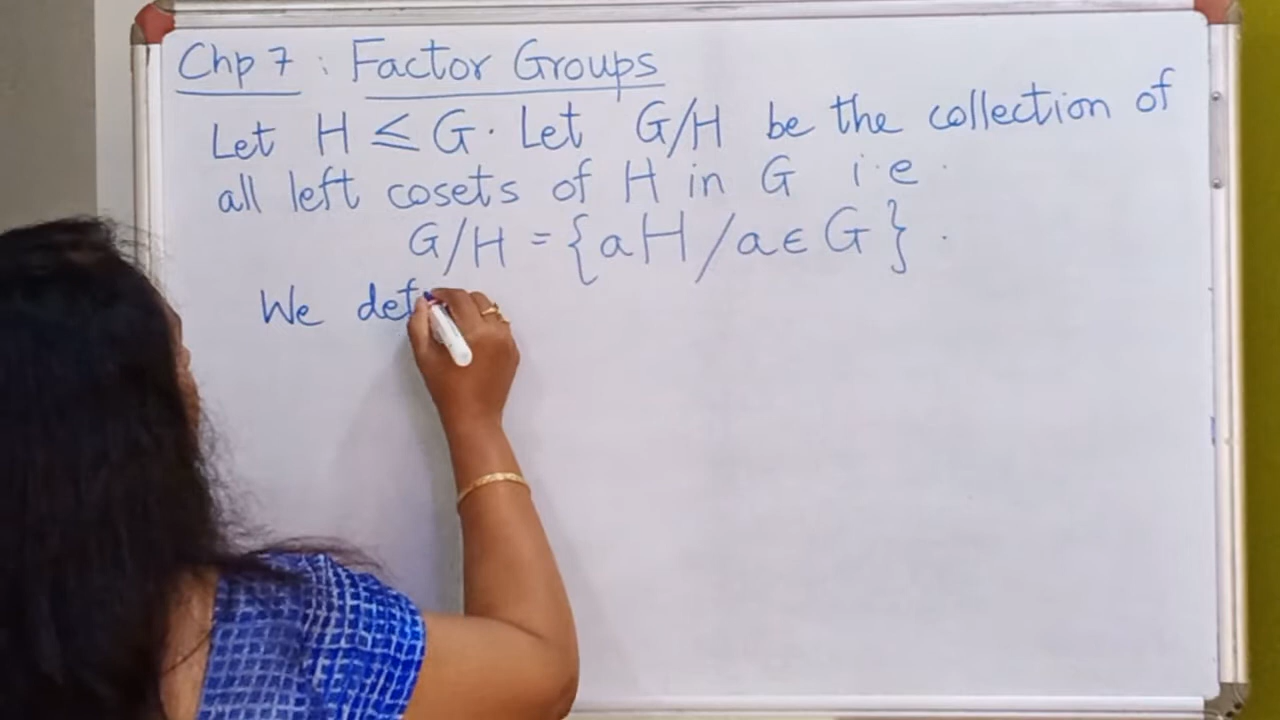 Chp 7 : Factor Groups
Let H ≤ G. Let G/H be the collection of
all left cosets of H in G i.e.
G/H = {aH/a∈G}.
We def